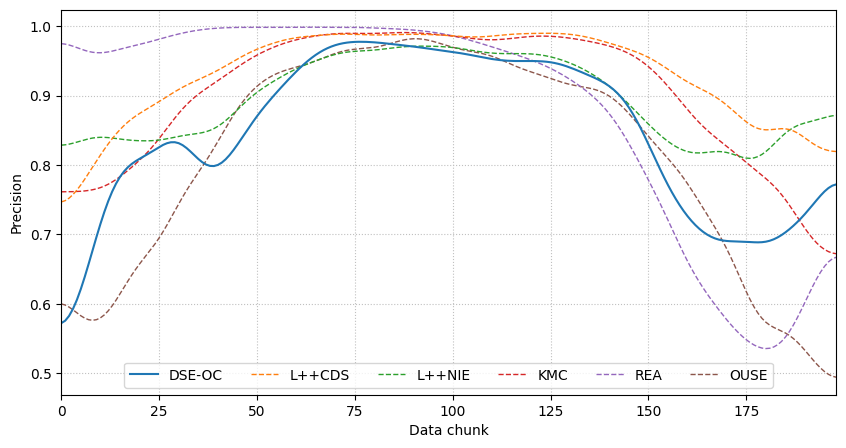 1.0
0.9
0.8
0.7
0.6
0.5
Precision
DSE-OC L++CDS L++NIE KMC REA OUSE
0 25 50 75 100 125 150 175
Data chunk